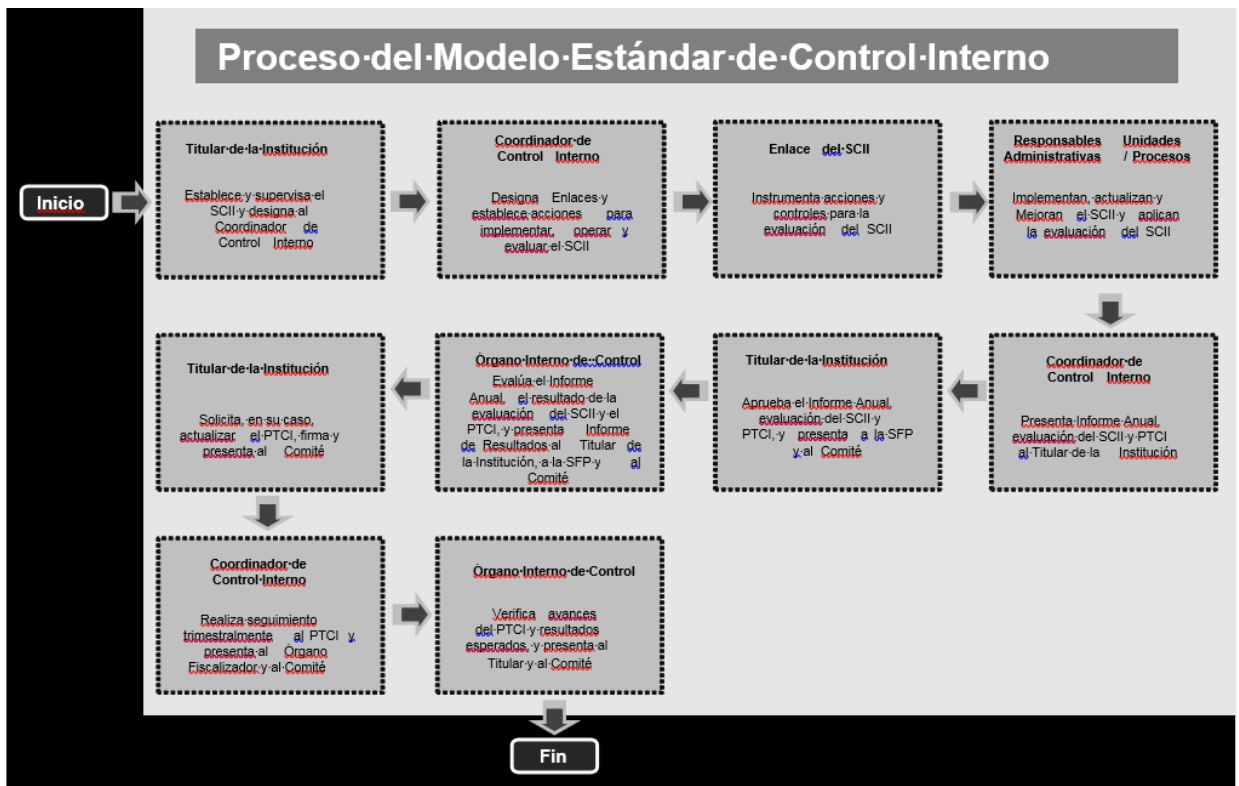 Proceso·del·Modelo·Estándar·de·Control·Interno
Inicio
Titular·de·la·Institución
Establece·y·supervisa·el
SCII·y·designa·al
Coordinador de
Control Interno
Coordinador·de
Control Interno
Designa Enlaces·y
establece·acciones para
implementar, operar y
evaluar·el·SCII
Enlace del·SCII
Instrumenta·acciones·y
controles·para·la
evaluación del SCII
Responsables Unidades
Administrativas / Procesos
Implementan,·actualizan·y
Mejoran el·SCII·y aplican
la evaluación del SCII
Coordinador·de
Control Interno
Presenta·Informe·Anual,
evaluación·del·SCII·y·PTCI
al·Titular·de·la Institución
Titular·de·la·Institución
Aprueba·el·Informe·Anual,
evaluación·del·SCII·y
PTCI,·y presenta a la·SFP
y·al·Comité
Órgano·Interno·de··Control
Evalúa·el·Informe
Anual, el·resultado·de·la
evaluación del·SCII·y·el
PTCI,·y·presenta Informe
de Resultados·al Titular de
la·Institución,·a·la·SFP·y al
Comité
Titular·de·la·Institución
Solicita,·en·su·caso,
actualizar el·PTCI,·firma·y
presenta·al·Comité
Coordinador·de
Control·Interno
Realiza·seguimiento
trimestralmente al PTCI y
presenta·al Órgano
Fiscalizador·y·al·Comité
Órgano·Interno·de·Control
Verifica avances
del·PTCI·y·resultados
esperados,·y·presenta·al
Titular·y·al·Comité
Fin